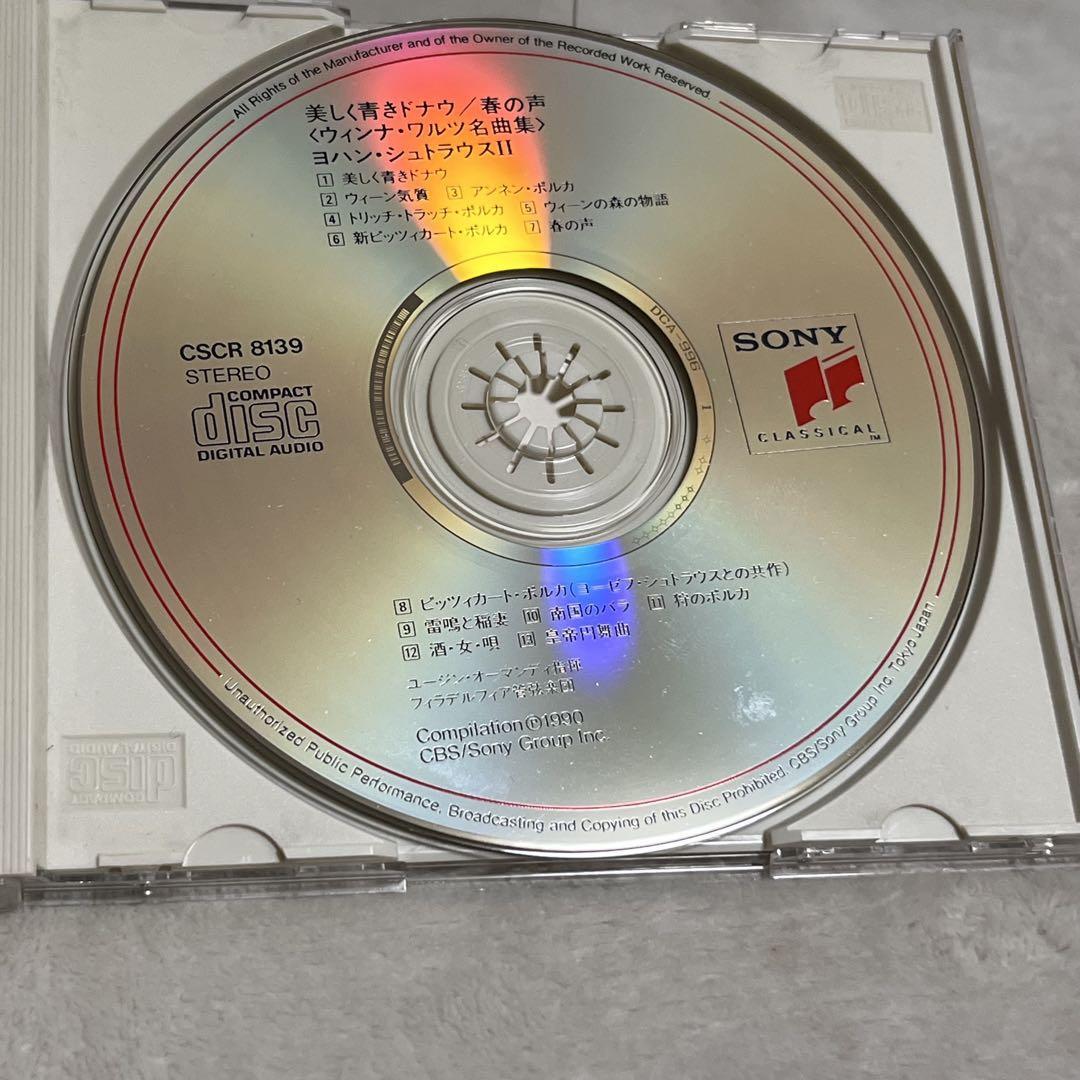 All Rights of the Manufacturer and of the Owner of the Recorded Work Reserved.
美しく青きドナウ／春の声
〈ウィンナ・ワルツ名曲集〉
ヨハン・シュトラウスII
1 美しく青きドナウ
2 ウィーン気質 3 アンネン・ポルカ
4 トリッチ・トラッチ・ポルカ 5 ウィーンの森の物語
6 新ピッツィカート・ポルカ 7 春の声
CSCR 8139
STEREO
COMPACT
disc
DIGITAL AUDIO
DCA-996 1
SONY
CLASSICAL TM
8 ピッツィカート・ポルカ(ヨーゼフ・シュトラウスとの共作)
9 雷鳴と稲妻 10 南国のバラ 11 狩のポルカ
12 酒・女・唄 13 皇帝円舞曲
ユージン・オーマンディ指揮
フィラデルフィア管弦楽団
Compilation Ⓟ1990
CBS/Sony Group Inc.
Unauthorized Public Performance, Broadcasting and Copying of this Disc Prohibited. CBS/Sony Group Inc. Tokyo Japan.
COMPACT
disc
DIGITAL AUDIO